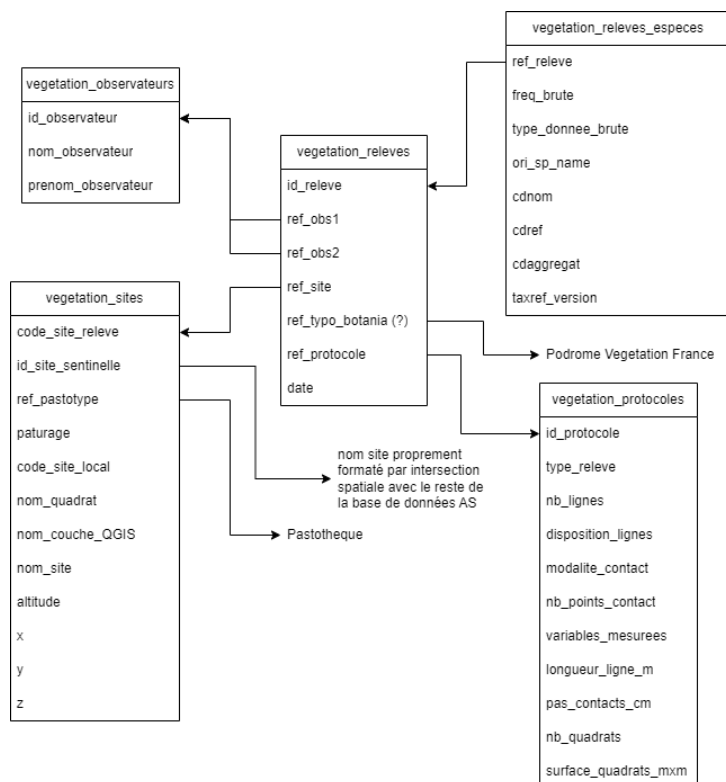 vegetation_releves_especes
ref_releve
freq_brute
type_donnee_brute
ori_sp_name
cdnom
cdref
cdaggregat
taxref_version
vegetation_observateurs
id_observateur
nom_observateur
prenom_observateur
vegetation_releves
id_releve
ref_obs1
ref_obs2
ref_site
ref_typo_botania (?)
ref_protocole
date
vegetation_sites
code_site_releve
id_site_sentinelle
ref_pastotype
paturage
code_site_local
nom_quadrat
nom_couche_QGIS
nom_site
altitude
x
y
z
Podrome Vegetation France
nom site proprement
formaté par intersection
spatiale avec le reste de
la base de données AS
Pastotheque
vegetation_protocoles
id_protocole
type_releve
nb_lignes
disposition_lignes
modalite_contact
nb_points_contact
variables_mesurees
longueur_ligne_m
pas_contacts_cm
nb_quadrats
surface_quadrats_mxm